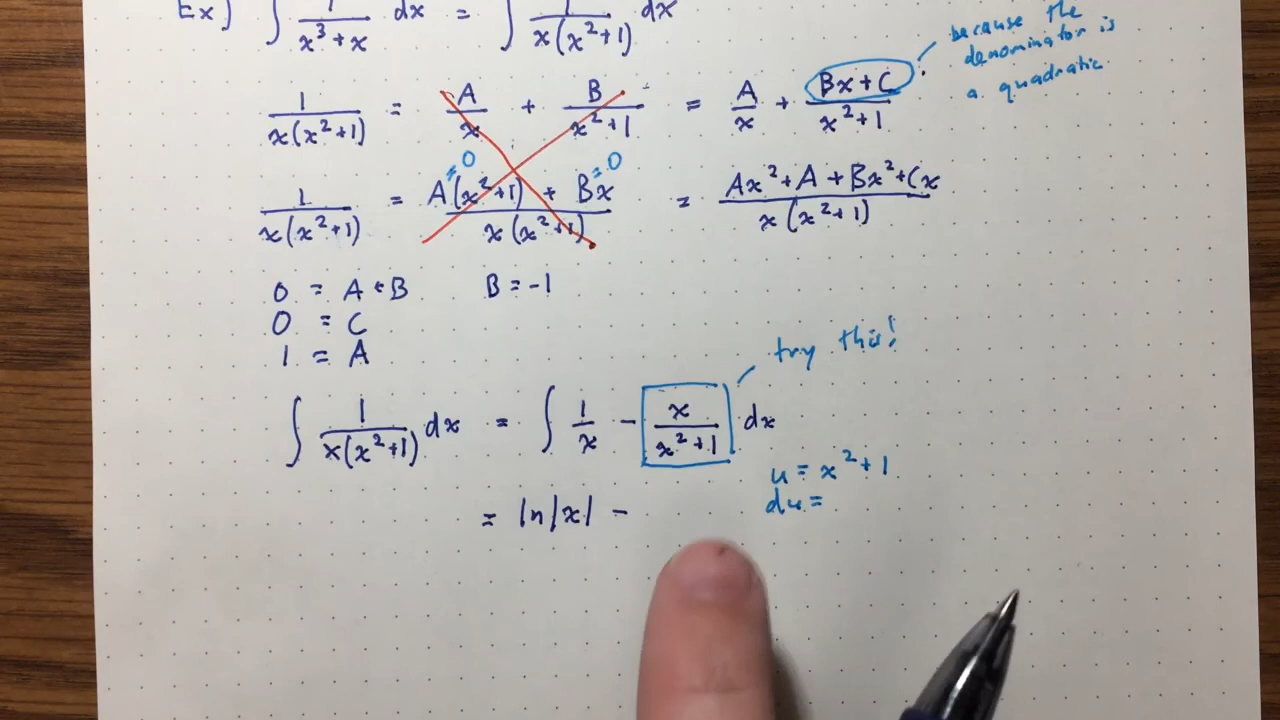 Ex) ∫ 1/(x³+x) dx = ∫ 1/(x(x²+1)) dx
because the
denominator is
a quadratic.
1/(x(x²+1)) = A/x + B/(x²+1) = A/x + (Bx+C)/(x²+1)
=0 =0
1/(x(x²+1)) = (A(x²+1) + Bx)/(x(x²+1)) = (Ax²+A+Bx²+Cx)/(x(x²+1))
0 = A+B B=-1
0 = C
1 = A
try this!
∫ 1/(x(x²+1)) dx = ∫ 1/x - x/(x²+1) dx
u = x²+1
= ln|x| - du =